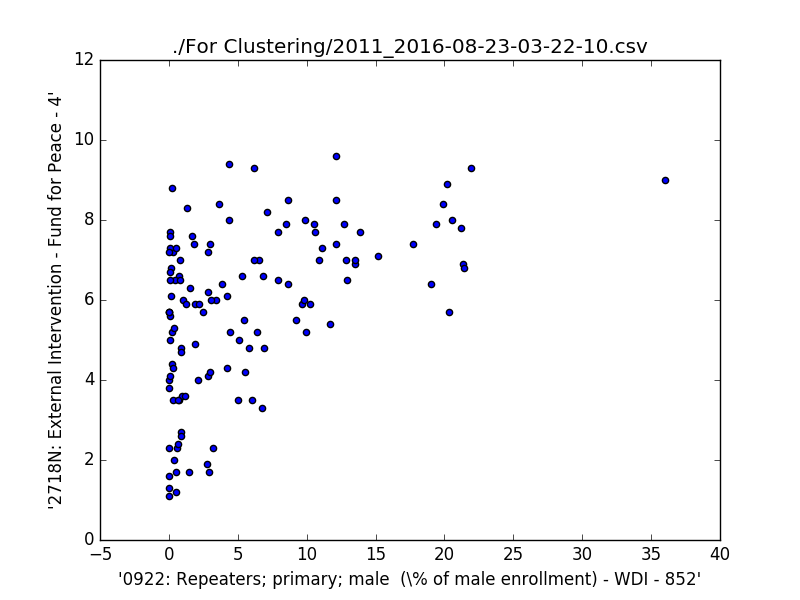 ./For Clustering/2011_2016-08-23-03-22-10.csv
12
10
8
6
4
2
0
'2718N: External Intervention - Fund for Peace - 4'
−5 0 5 10 15 20 25 30 35 40
'0922: Repeaters; primary; male  (\% of male enrollment) - WDI - 852'